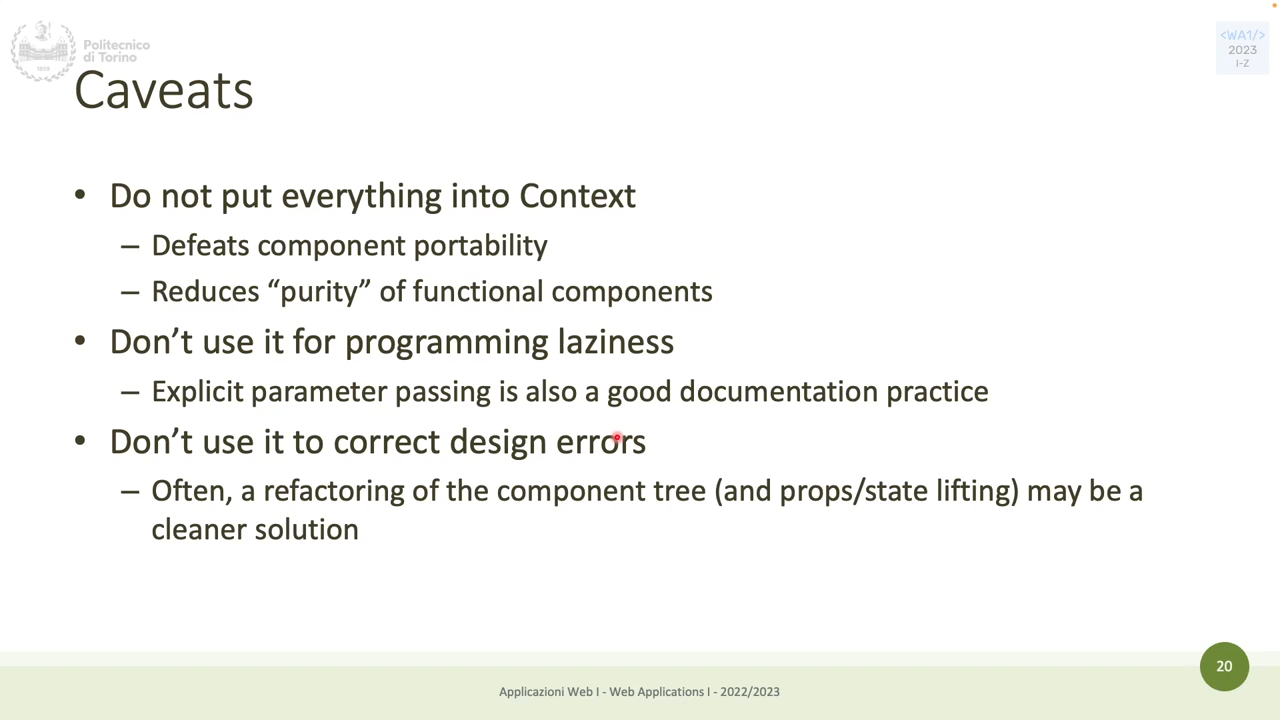 Politecnico
di Torino
1859
<WA1/>
2023
I-Z
Caveats
• Do not put everything into Context
– Defeats component portability
– Reduces “purity” of functional components
• Don’t use it for programming laziness
– Explicit parameter passing is also a good documentation practice
• Don’t use it to correct design errors
– Often, a refactoring of the component tree (and props/state lifting) may be a
cleaner solution
20
Applicazioni Web I - Web Applications I - 2022/2023